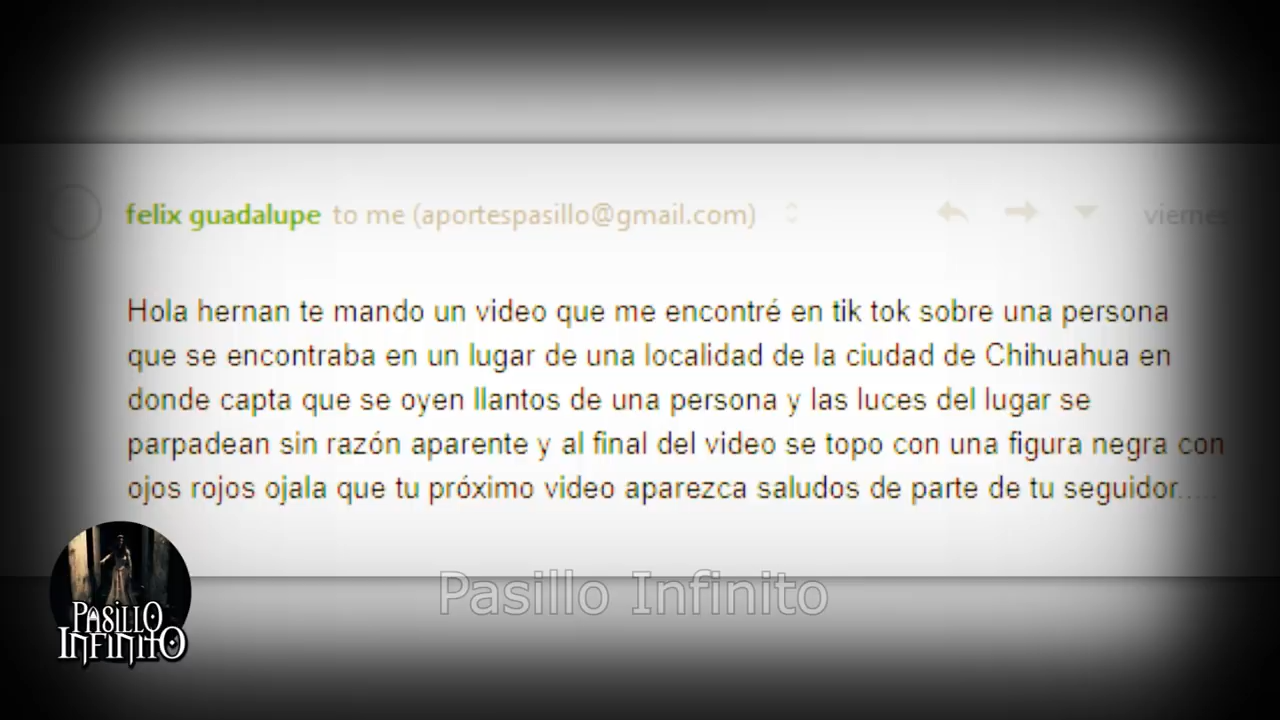 felix guadalupe to me (aportespasillo@gmail.com) viernes
Hola hernan te mando un video que me encontré en tik tok sobre una persona
que se encontraba en un lugar de una localidad de la ciudad de Chihuahua en
donde capta que se oyen llantos de una persona y las luces del lugar se
parpadean sin razón aparente y al final del video se topo con una figura negra con
ojos rojos ojala que tu próximo video aparezca saludos de parte de tu seguidor.....
Pasillo Infinito
PASILLO
INFINITO